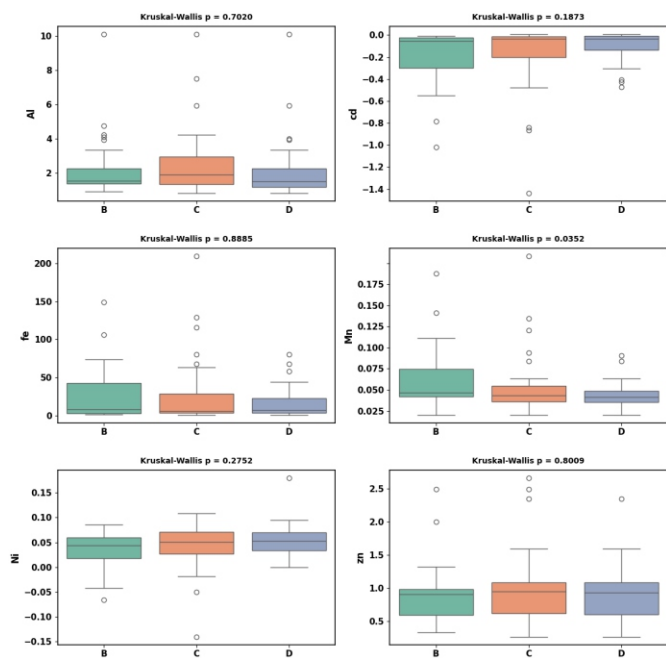 Kruskal-Wallis p = 0.7020
Al
10
8
6
4
2
B C D
Kruskal-Wallis p = 0.1873
cd
0.0
−0.2
−0.4
−0.6
−0.8
−1.0
−1.2
−1.4
B C D
Kruskal-Wallis p = 0.8885
fe
200
150
100
50
0
B C D
Kruskal-Wallis p = 0.0352
Mn
0.175
0.150
0.125
0.100
0.075
0.050
0.025
B C D
Kruskal-Wallis p = 0.2752
Ni
0.15
0.10
0.05
0.00
−0.05
−0.10
−0.15
B C D
Kruskal-Wallis p = 0.8009
zn
2.5
2.0
1.5
1.0
0.5
B C D